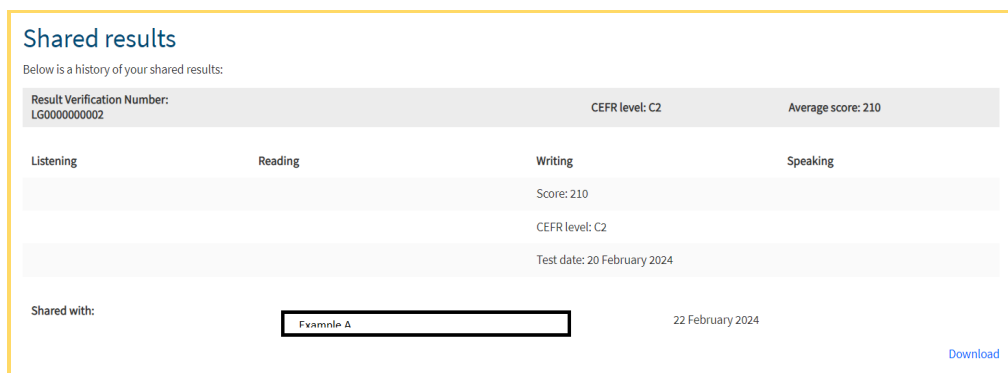 Shared results
Below is a history of your shared results:
Result Verification Number:
LG0000000002
CEFR level: C2
Average score: 210
Listening
Reading
Writing
Speaking
Score: 210
CEFR level: C2
Test date: 20 February 2024
Shared with:
Example A
22 February 2024
Download